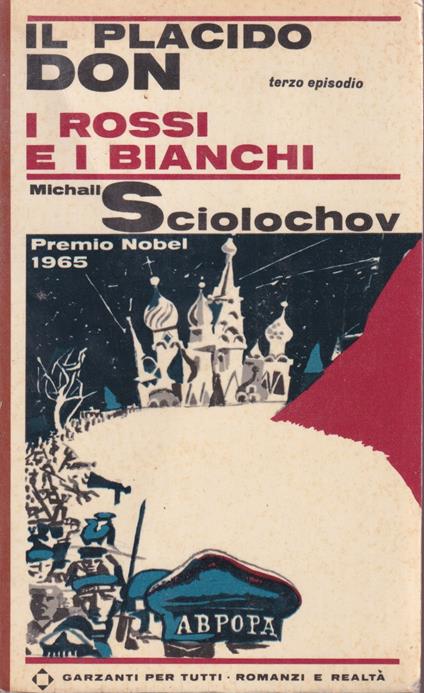 IL PLACIDO
DON
terzo episodio
I ROSSI
E I BIANCHI
Michail
Sciolochov
Premio Nobel
1965
АВРОРА
GARZANTI PER TUTTI · ROMANZI E REALTÀ